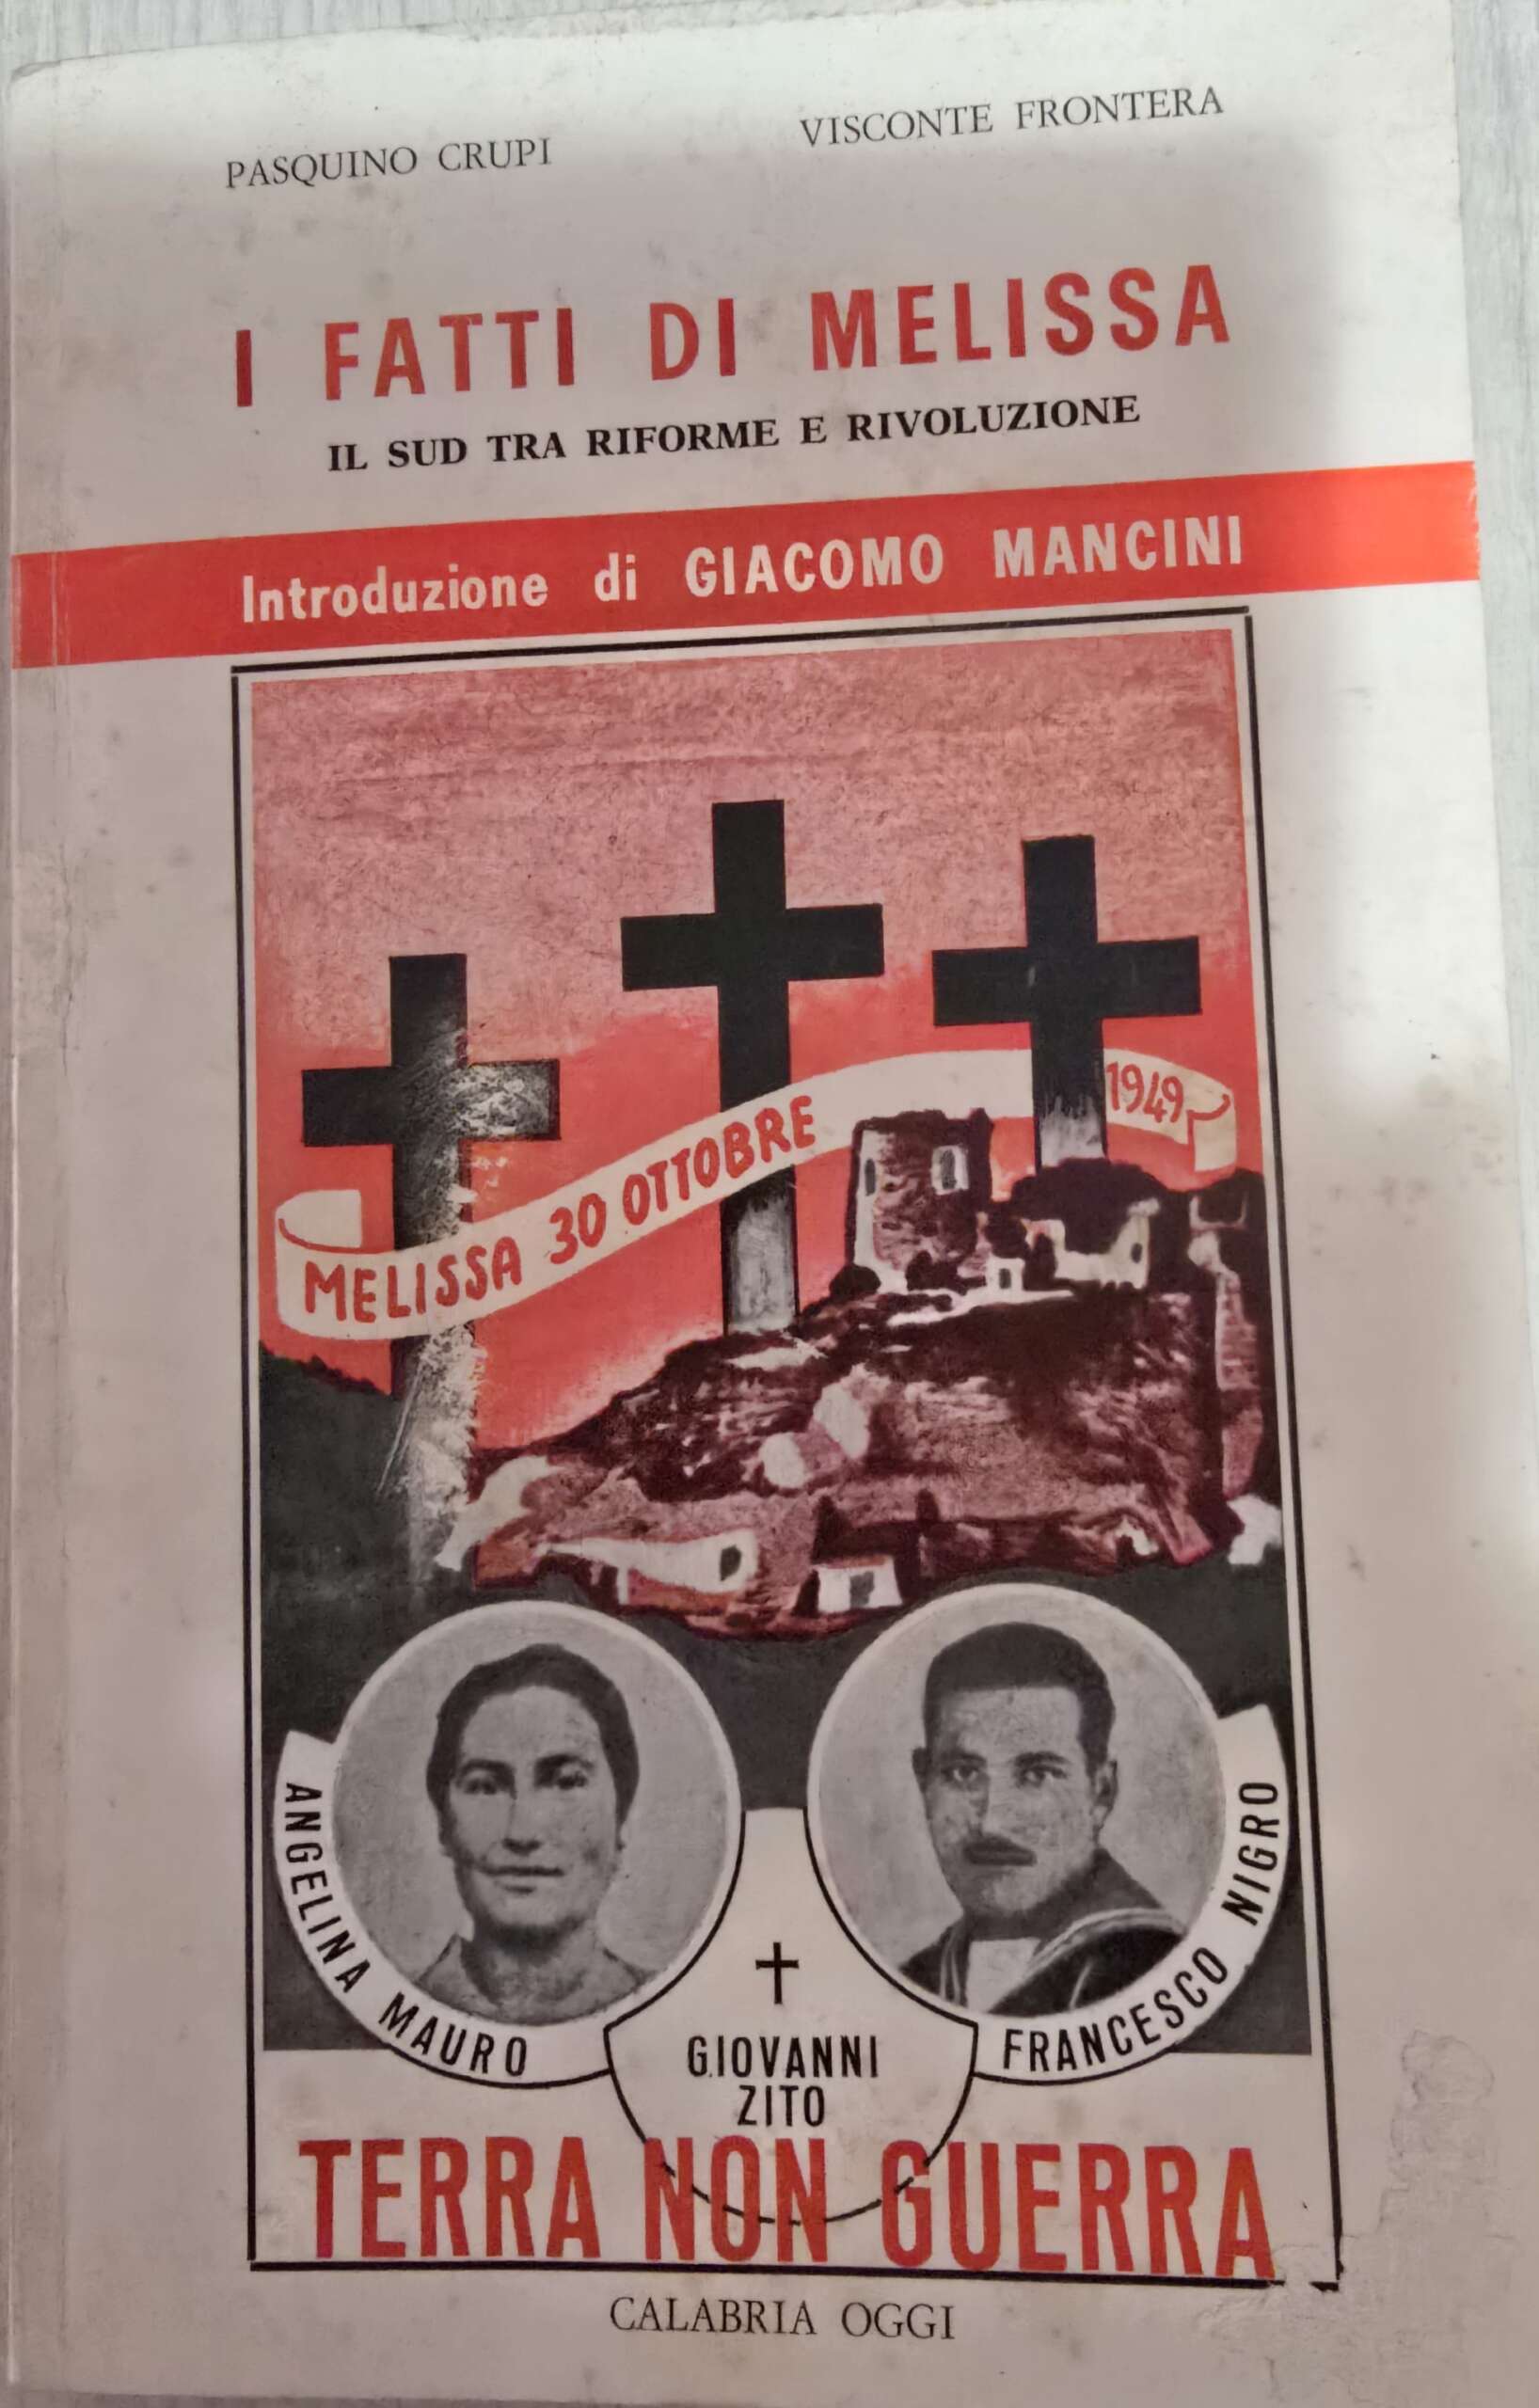 PASQUINO CRUPI
VISCONTE FRONTERA
I FATTI DI MELISSA
IL SUD TRA RIFORME E RIVOLUZIONE
Introduzione di GIACOMO MANCINI
MELISSA 30 OTTOBRE 1949
ANGELINA MAURO
GIOVANNI
ZITO
FRANCESCO NIGRO
TERRA NON GUERRA
CALABRIA OGGI